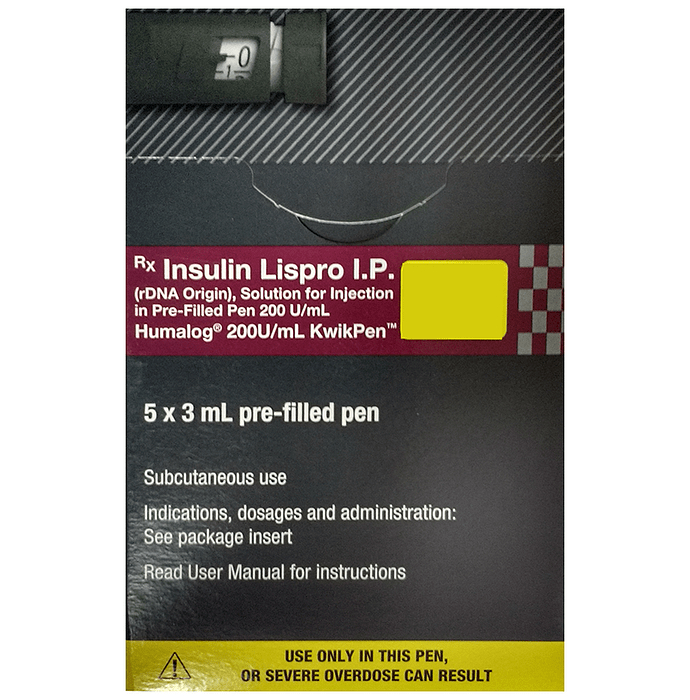 0
1
Rx Insulin Lispro I.P.
(rDNA Origin), Solution for Injection
in Pre-Filled Pen 200 U/mL
Humalog® 200U/mL KwikPen™
5 x 3 mL pre-filled pen
Subcutaneous use
Indications, dosages and administration:
See package insert
Read User Manual for instructions
USE ONLY IN THIS PEN,
OR SEVERE OVERDOSE CAN RESULT